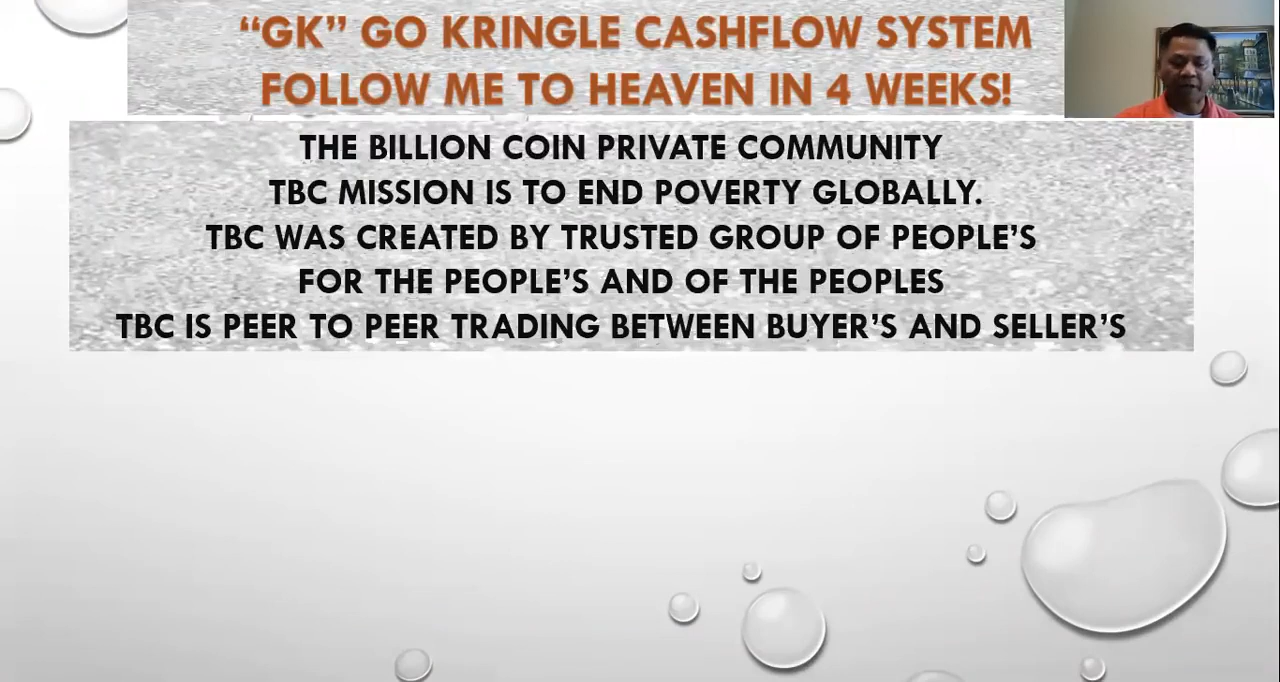 “GK” GO KRINGLE CASHFLOW SYSTEM
FOLLOW ME TO HEAVEN IN 4 WEEKS!
THE BILLION COIN PRIVATE COMMUNITY
TBC MISSION IS TO END POVERTY GLOBALLY.
TBC WAS CREATED BY TRUSTED GROUP OF PEOPLE’S
FOR THE PEOPLE’S AND OF THE PEOPLES
TBC IS PEER TO PEER TRADING BETWEEN BUYER’S AND SELLER’S